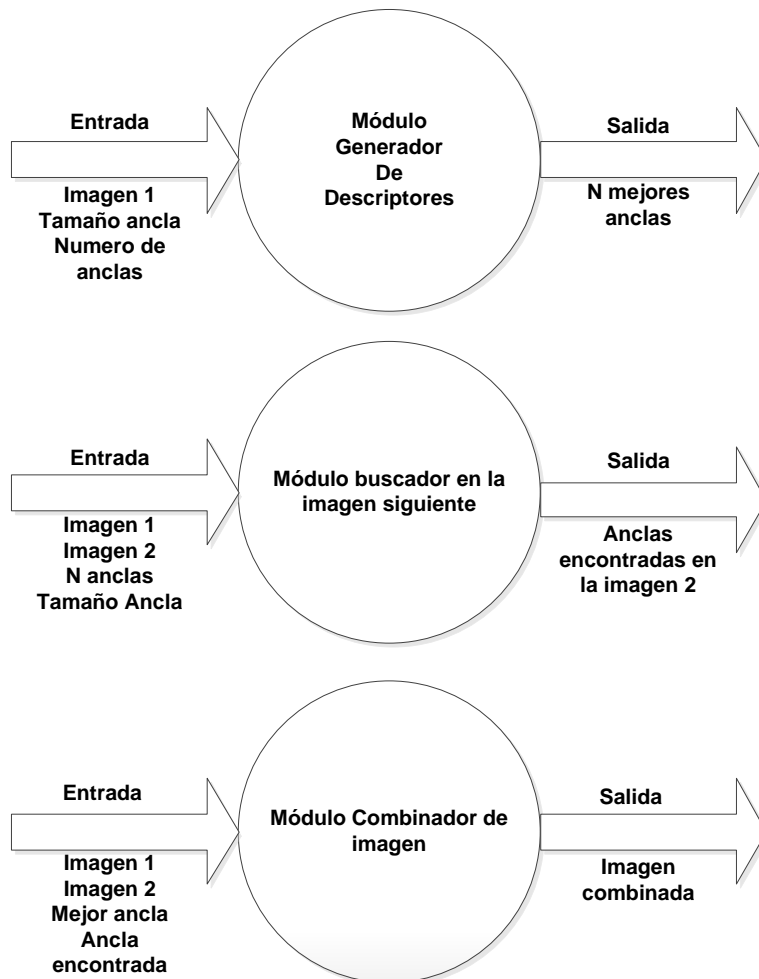 Entrada
Imagen 1
Tamaño ancla
Numero de
anclas
Módulo
Generador
De
Descriptores
Salida
N mejores
anclas
Entrada
Imagen 1
Imagen 2
N anclas
Tamaño Ancla
Módulo buscador en la
imagen siguiente
Salida
Anclas
encontradas en
la imagen 2
Entrada
Imagen 1
Imagen 2
Mejor ancla
Ancla
encontrada
Módulo Combinador de
imagen
Salida
Imagen
combinada